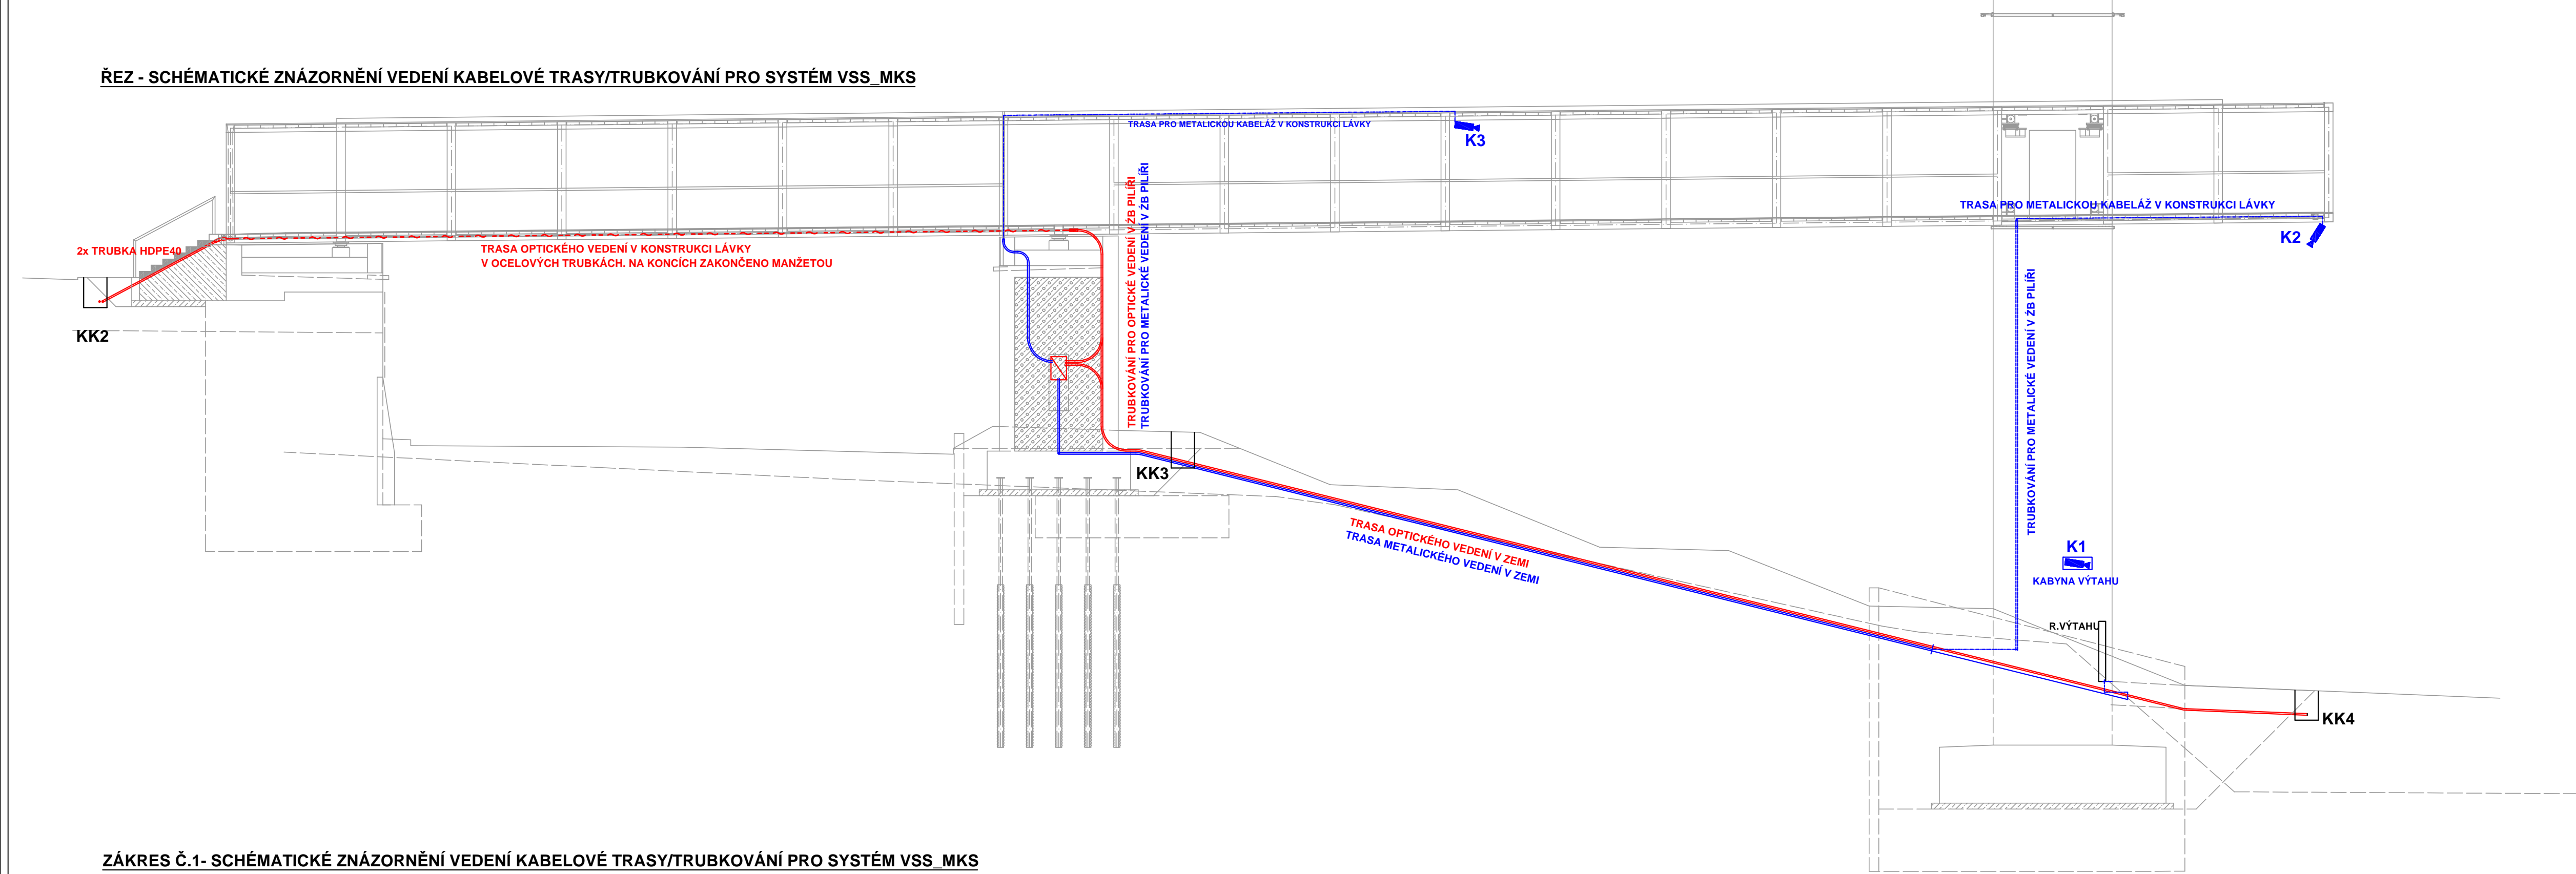 ŘEZ - SCHÉMATICKÉ ZNÁZORNĚNÍ VEDENÍ KABELOVÉ TRASY/TRUBKOVÁNÍ PRO SYSTÉM VSS_MKS
TRASA PRO METALICKOU KABELÁŽ V KONSTRUKCI LÁVKY
K3
TRUBKOVÁNÍ PRO OPTICKÉ VEDENÍ V ŽB PILÍŘI
TRUBKOVÁNÍ PRO METALICKÉ VEDENÍ V ŽB PILÍŘI
TRASA PRO METALICKOU KABELÁŽ V KONSTRUKCI LÁVKY
K2
2x TRUBKA HDPE40
TRASA OPTICKÉHO VEDENÍ V KONSTRUKCI LÁVKY
V OCELOVÝCH TRUBKÁCH. NA KONCÍCH ZAKONČENO MANŽETOU
KK2
TRUBKOVÁNÍ PRO METALICKÉ VEDENÍ V ŽB PILÍŘI
KK3
TRASA OPTICKÉHO VEDENÍ V ZEMI
TRASA METALICKÉHO VEDENÍ V ZEMI
K1
KABYNA VÝTAHU
R.VÝTAHU
KK4
ZÁKRES Č.1- SCHÉMATICKÉ ZNÁZORNĚNÍ VEDENÍ KABELOVÉ TRASY/TRUBKOVÁNÍ PRO SYSTÉM VSS_MKS